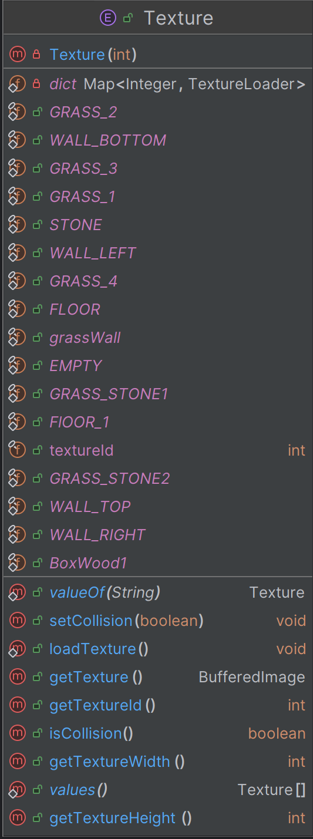 Texture
Texture(int)
dict Map<Integer, TextureLoader>
GRASS_2
WALL_BOTTOM
GRASS_3
GRASS_1
STONE
WALL_LEFT
GRASS_4
FLOOR
grassWall
EMPTY
GRASS_STONE1
FlOOR_1
textureId int
GRASS_STONE2
WALL_TOP
WALL_RIGHT
BoxWood1
valueOf(String) Texture
setCollision(boolean) void
loadTexture() void
getTexture() BufferedImage
getTextureId() int
isCollision() boolean
getTextureWidth() int
values() Texture[]
getTextureHeight() int